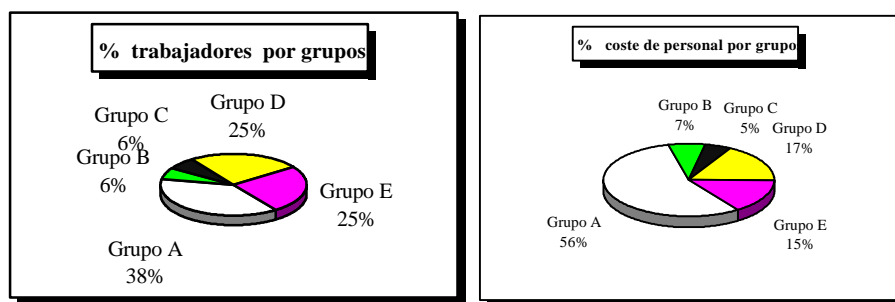 % trabajadores por grupos
Grupo D
25%
Grupo C
6%
Grupo B
6%
Grupo E
25%
Grupo A
38%
% coste de personal por grupo
Grupo B
7%
Grupo C
5%
Grupo D
17%
Grupo A
56%
Grupo E
15%